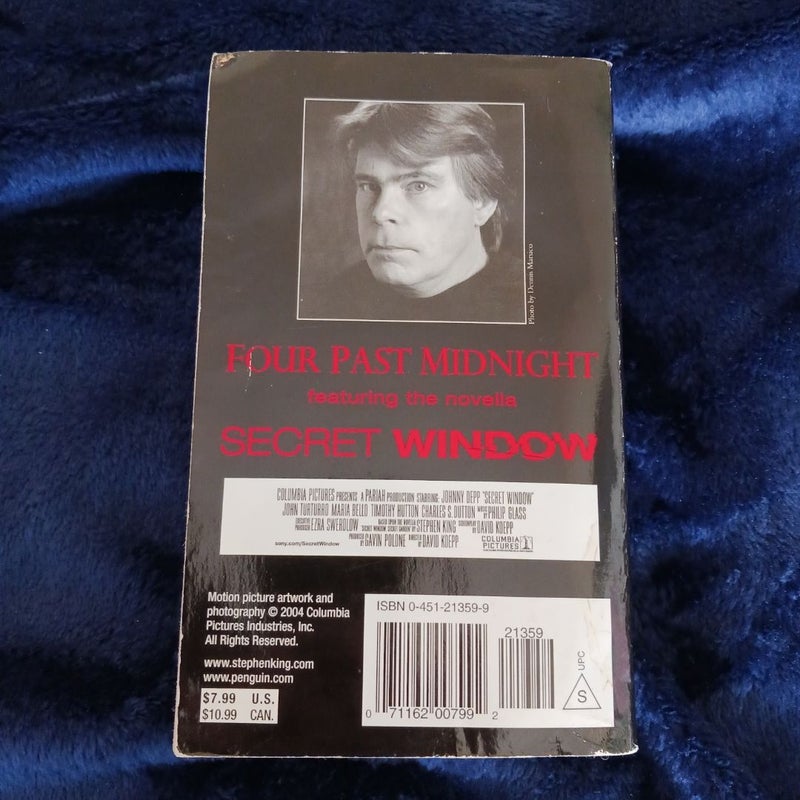 Photo by Dennis Marsico
FOUR PAST MIDNIGHT
featuring the novella
SECRET WINDOW
COLUMBIA PICTURES PRESENTS A PARIAH PRODUCTION STARRING JOHNNY DEPP "SECRET WINDOW"
JOHN TURTURRO MARIA BELLO TIMOTHY HUTTON CHARLES S. DUTTON MUSIC BY PHILIP GLASS
EXECUTIVE PRODUCER EZRA SWERDLOW BASED UPON THE NOVELLA "SECRET WINDOW, SECRET GARDEN" BY STEPHEN KING SCREENPLAY BY DAVID KOEPP
PRODUCED BY GAVIN POLONE DIRECTED BY DAVID KOEPP
sony.com/SecretWindow
COLUMBIA
PICTURES
Motion picture artwork and
photography © 2004 Columbia
Pictures Industries, Inc.
All Rights Reserved.
www.stephenking.com
www.penguin.com
$7.99 U.S.
$10.99 CAN.
ISBN 0-451-21359-9
21359
0 71162 00799 2
UPC
S